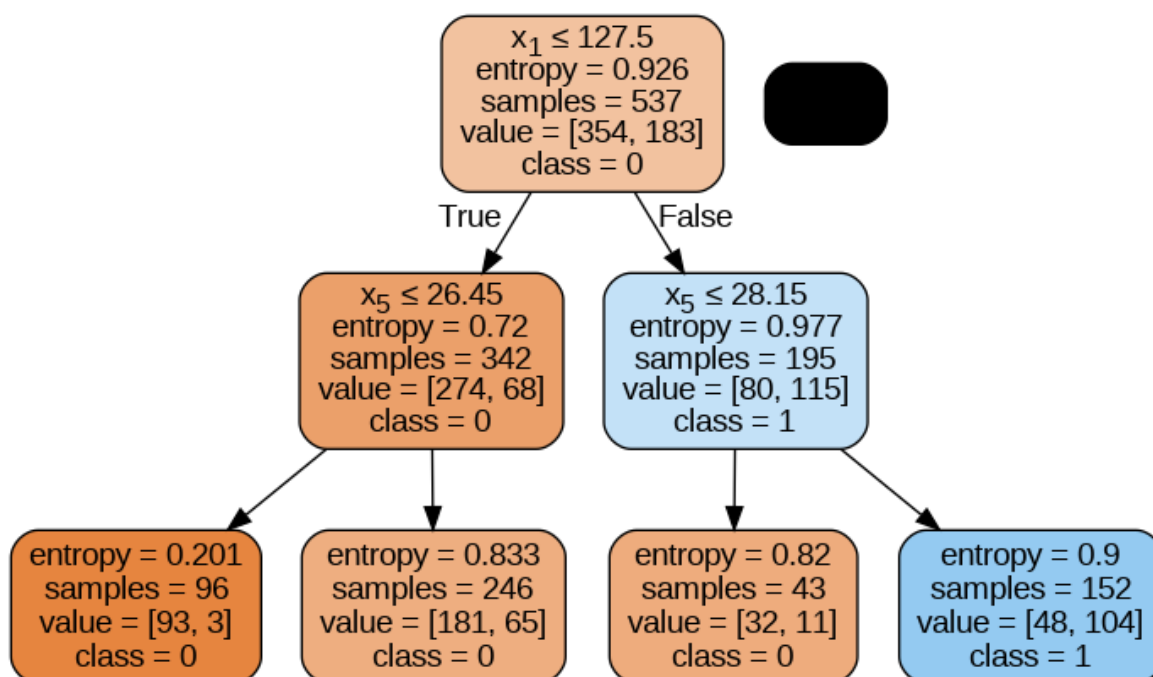 x₁ ≤ 127.5
entropy = 0.926
samples = 537
value = [354, 183]
class = 0
True
False
x₅ ≤ 26.45
entropy = 0.72
samples = 342
value = [274, 68]
class = 0
x₅ ≤ 28.15
entropy = 0.977
samples = 195
value = [80, 115]
class = 1
entropy = 0.201
samples = 96
value = [93, 3]
class = 0
entropy = 0.833
samples = 246
value = [181, 65]
class = 0
entropy = 0.82
samples = 43
value = [32, 11]
class = 0
entropy = 0.9
samples = 152
value = [48, 104]
class = 1